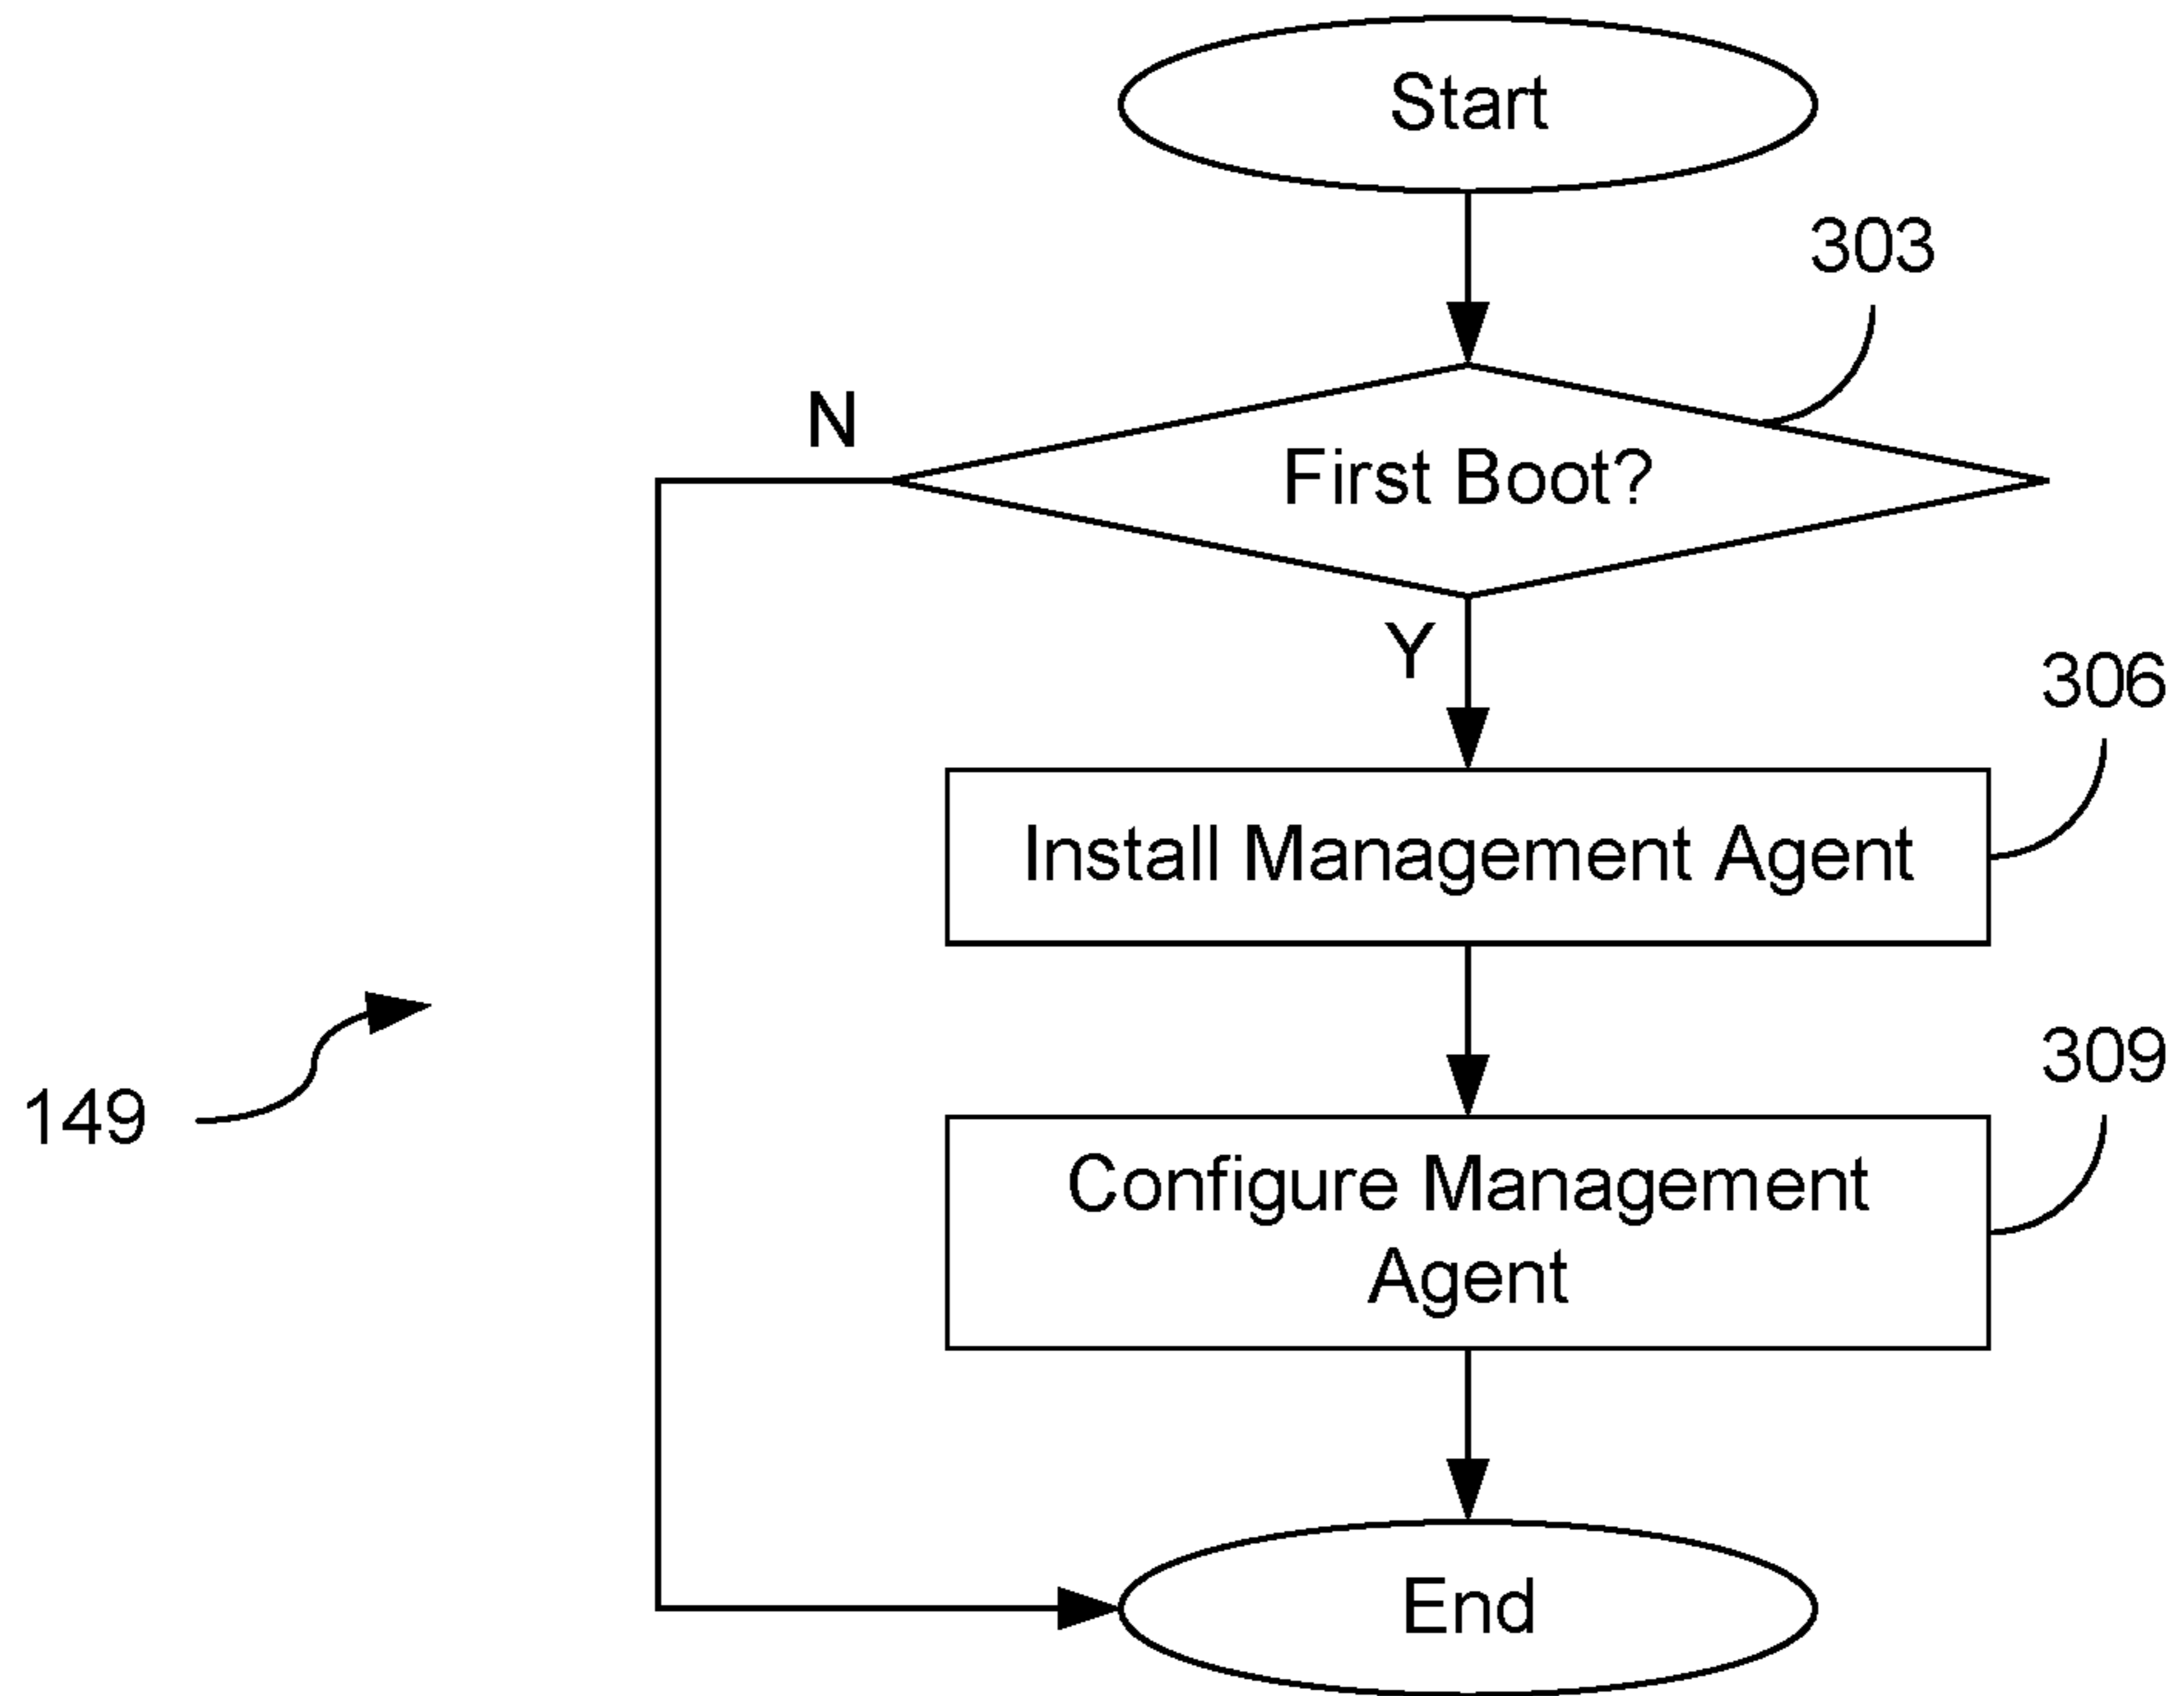 Start
303
N
First Boot?
Y
306
Install Management Agent
309
149
Configure Management
Agent
End